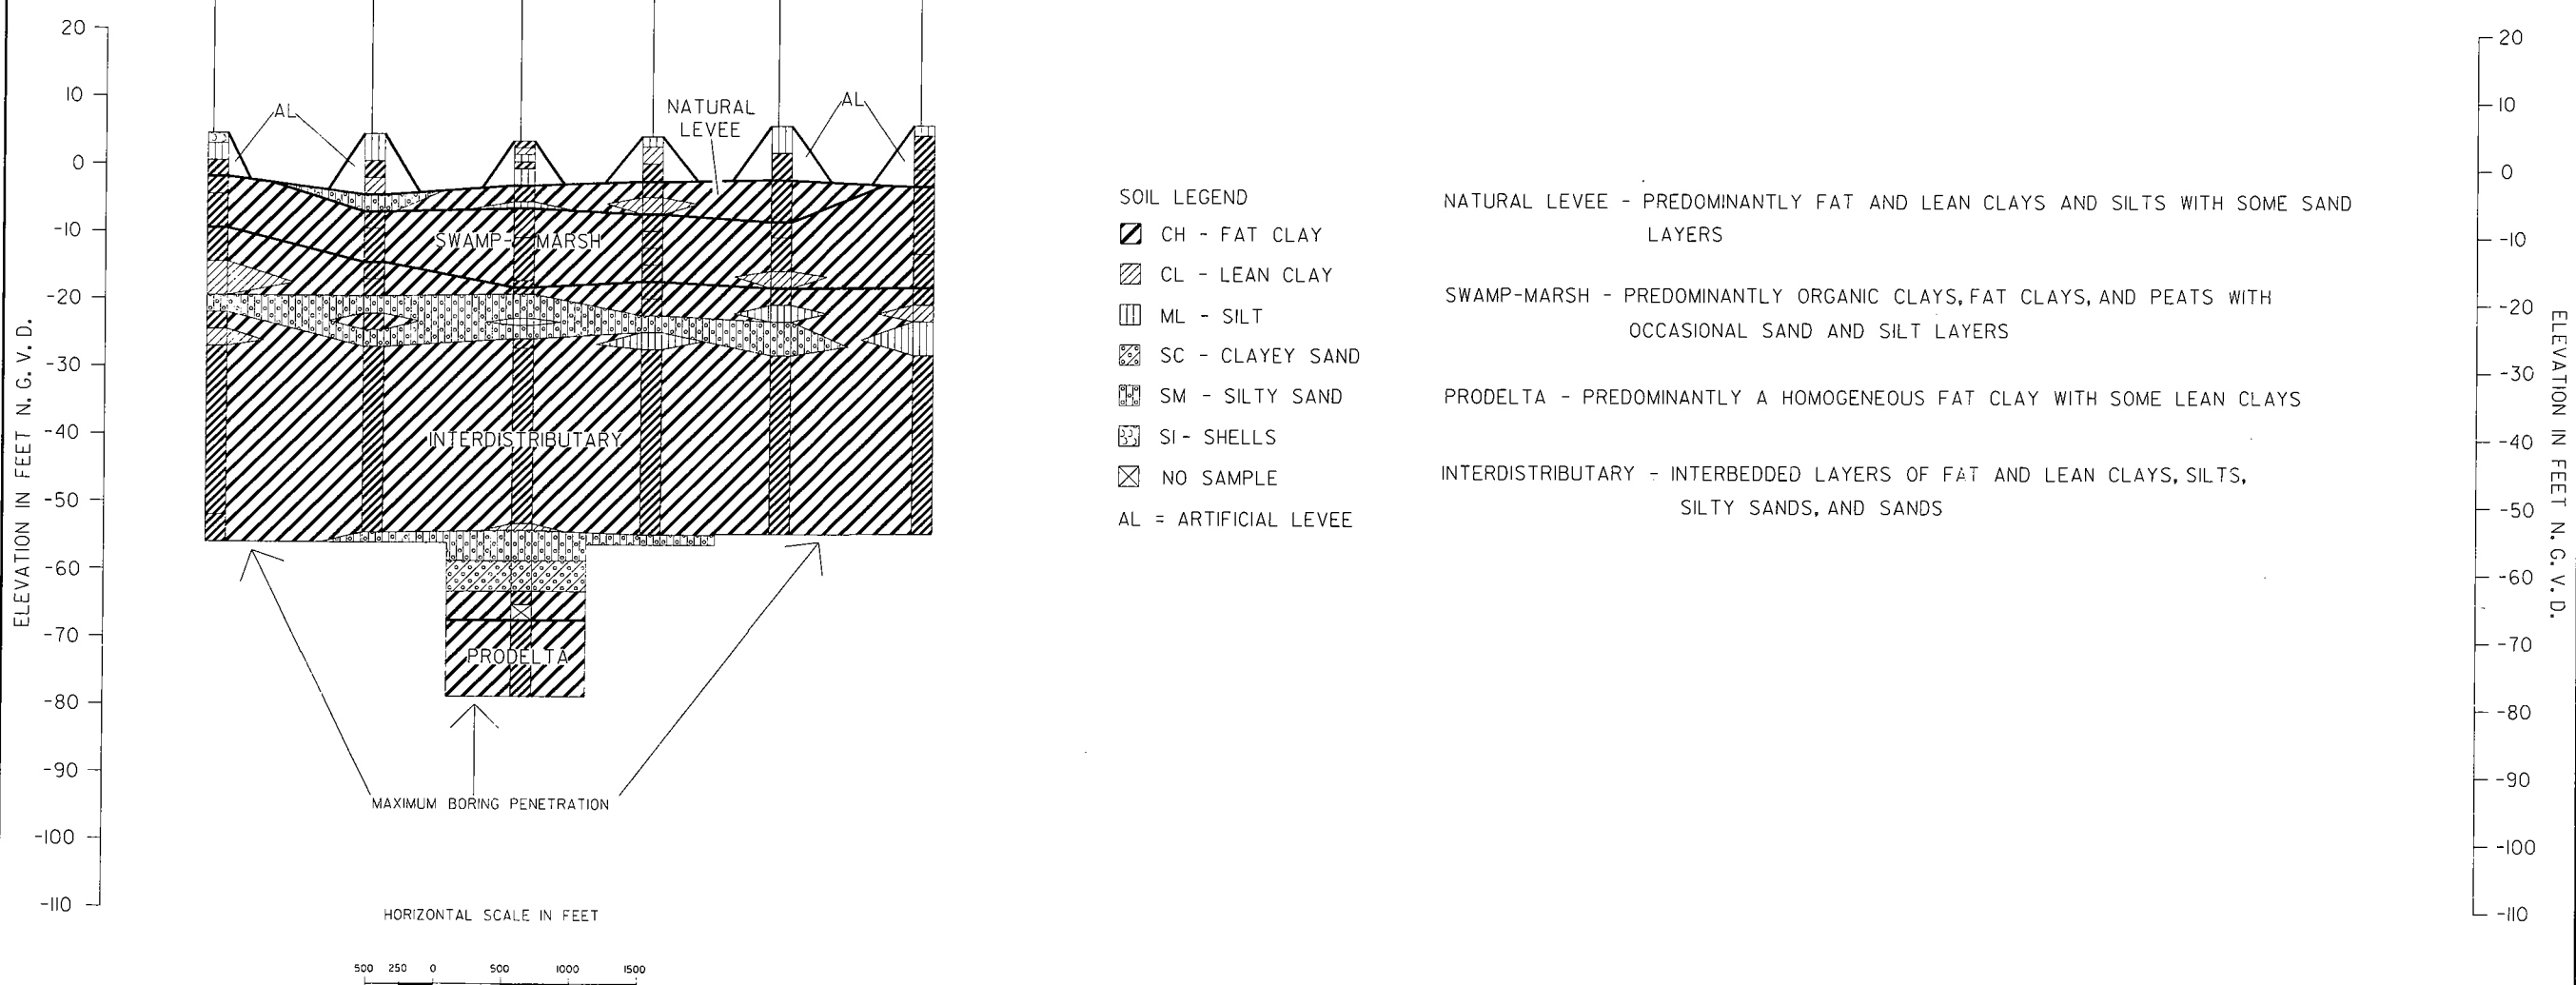 20
10
0
-10
-20
-30
-40
-50
-60
-70
-80
-90
-100
-110
ELEVATION IN FEET N. G. V. D.
AL
NATURAL
LEVEE
AL
SWAMP-MARSH
INTERDISTRIBUTARY
PRODELTA
MAXIMUM BORING PENETRATION
HORIZONTAL SCALE IN FEET
500 250 0 500 1000 1500
SOIL LEGEND
CH - FAT CLAY
CL - LEAN CLAY
ML - SILT
SC - CLAYEY SAND
SM - SILTY SAND
SI - SHELLS
NO SAMPLE
AL = ARTIFICIAL LEVEE
NATURAL LEVEE - PREDOMINANTLY FAT AND LEAN CLAYS AND SILTS WITH SOME SAND
LAYERS
SWAMP-MARSH - PREDOMINANTLY ORGANIC CLAYS, FAT CLAYS, AND PEATS WITH
OCCASIONAL SAND AND SILT LAYERS
PRODELTA - PREDOMINANTLY A HOMOGENEOUS FAT CLAY WITH SOME LEAN CLAYS
INTERDISTRIBUTARY - INTERBEDDED LAYERS OF FAT AND LEAN CLAYS, SILTS,
SILTY SANDS, AND SANDS
20
10
0
-10
-20
-30
-40
-50
-60
-70
-80
-90
-100
-110
ELEVATION IN FEET N. G. V. D.